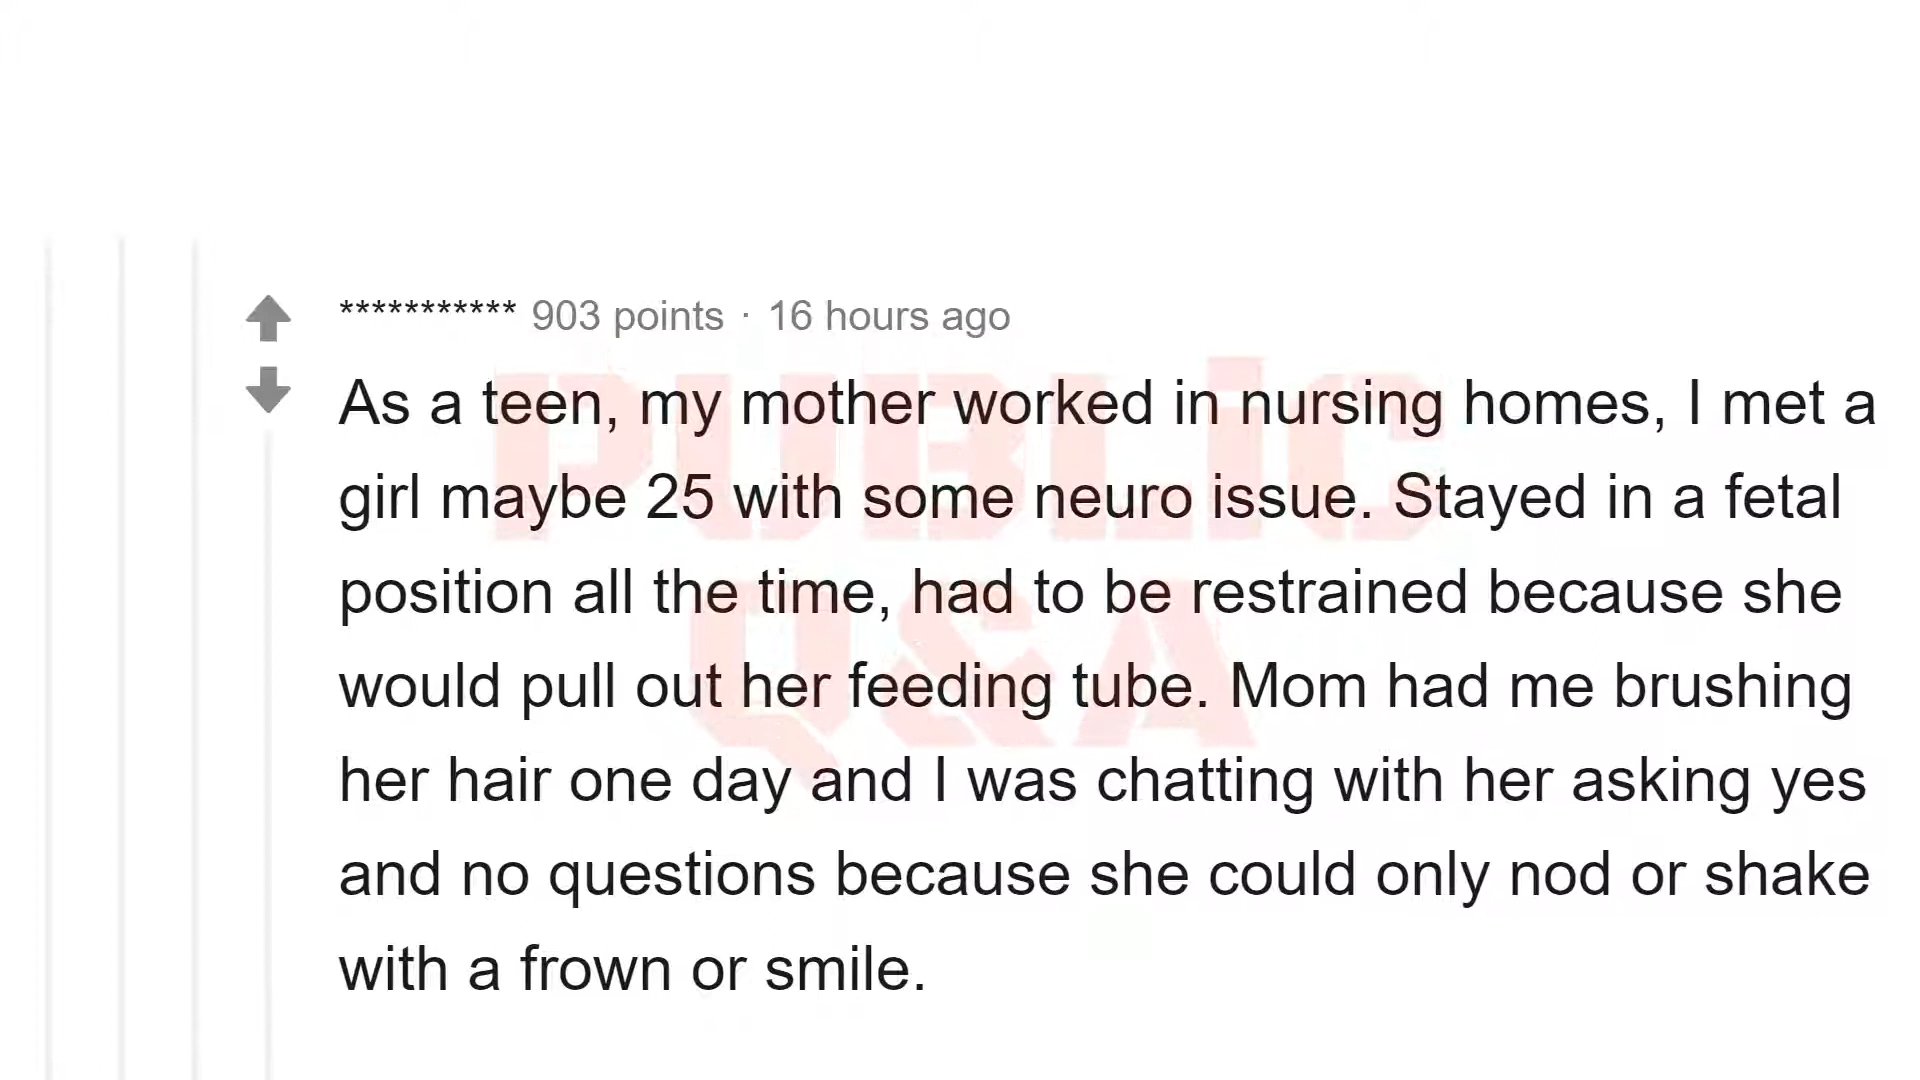 *********** 903 points · 16 hours ago
As a teen, my mother worked in nursing homes, I met a
girl maybe 25 with some neuro issue. Stayed in a fetal
position all the time, had to be restrained because she
would pull out her feeding tube. Mom had me brushing
her hair one day and I was chatting with her asking yes
and no questions because she could only nod or shake
with a frown or smile.
PUBLiC
Q&A